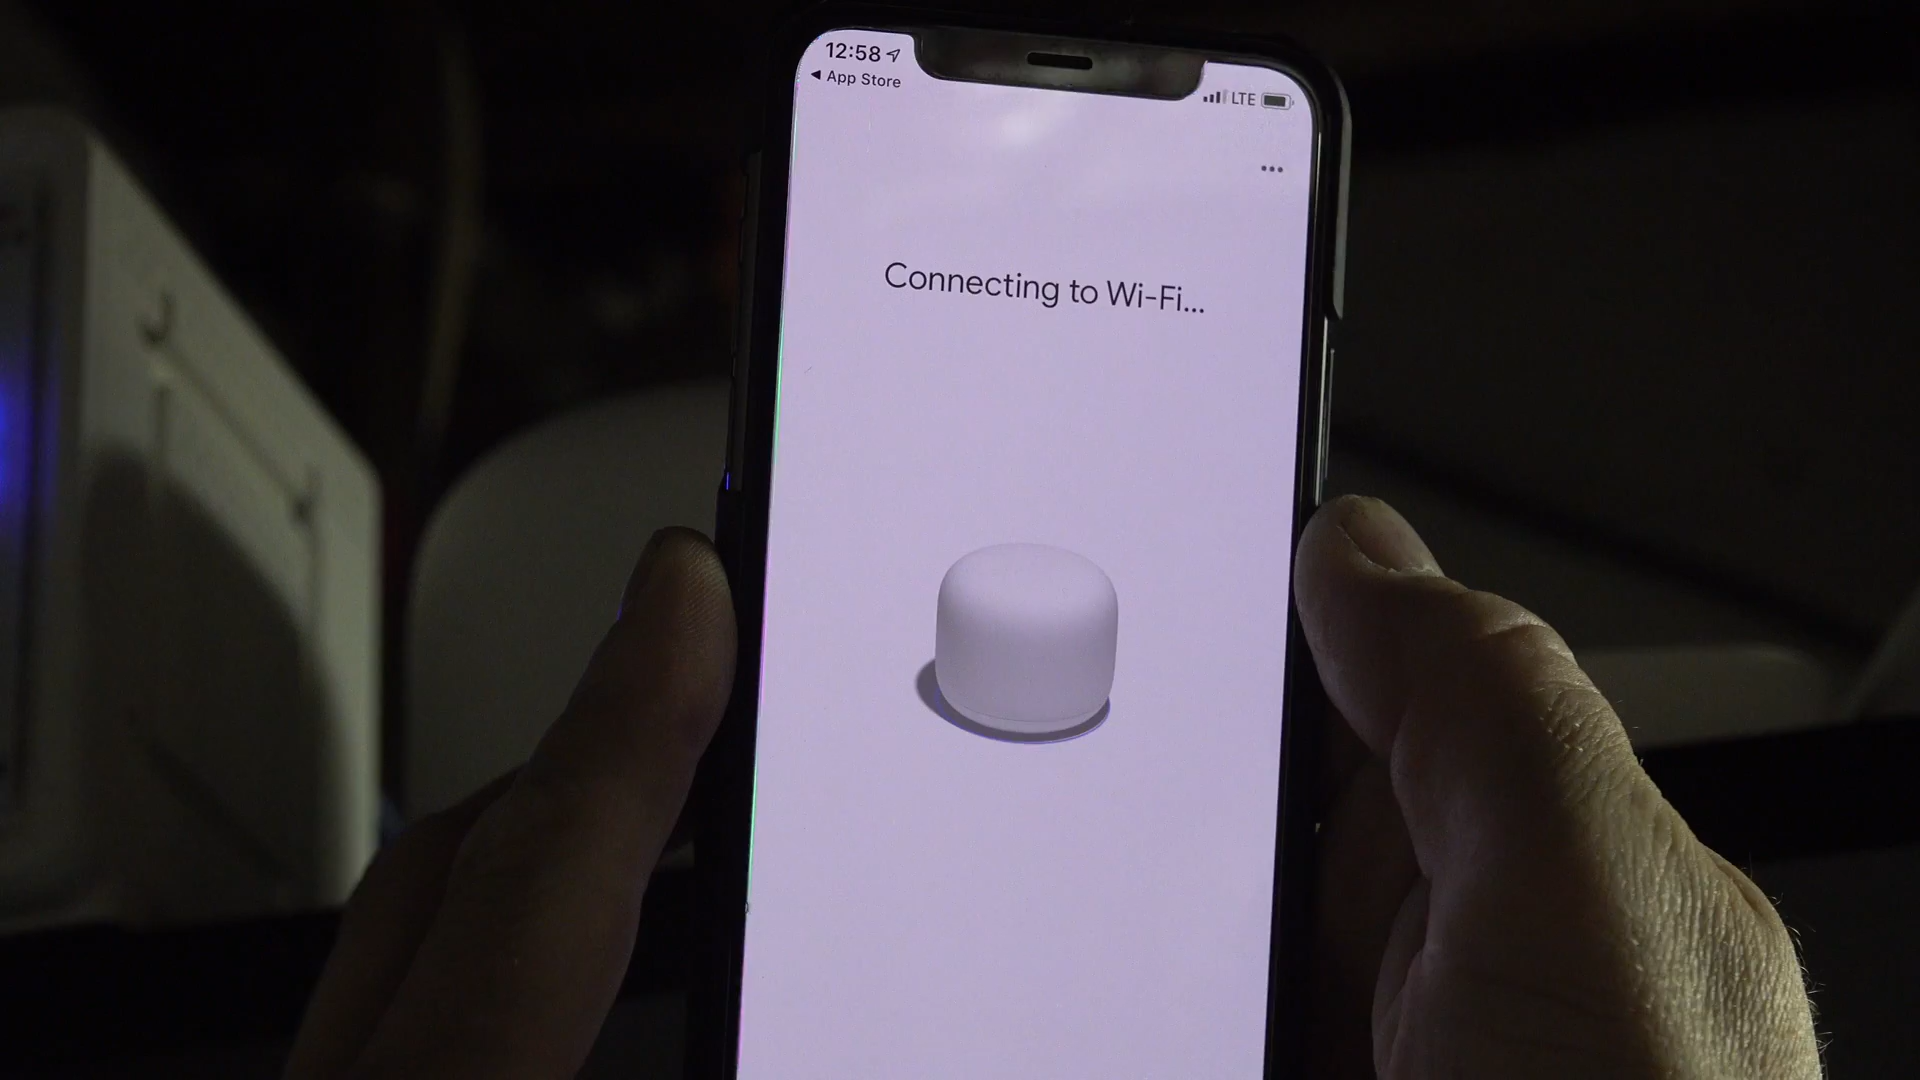 12:58
◀ App Store
LTE
Connecting to Wi-Fi...